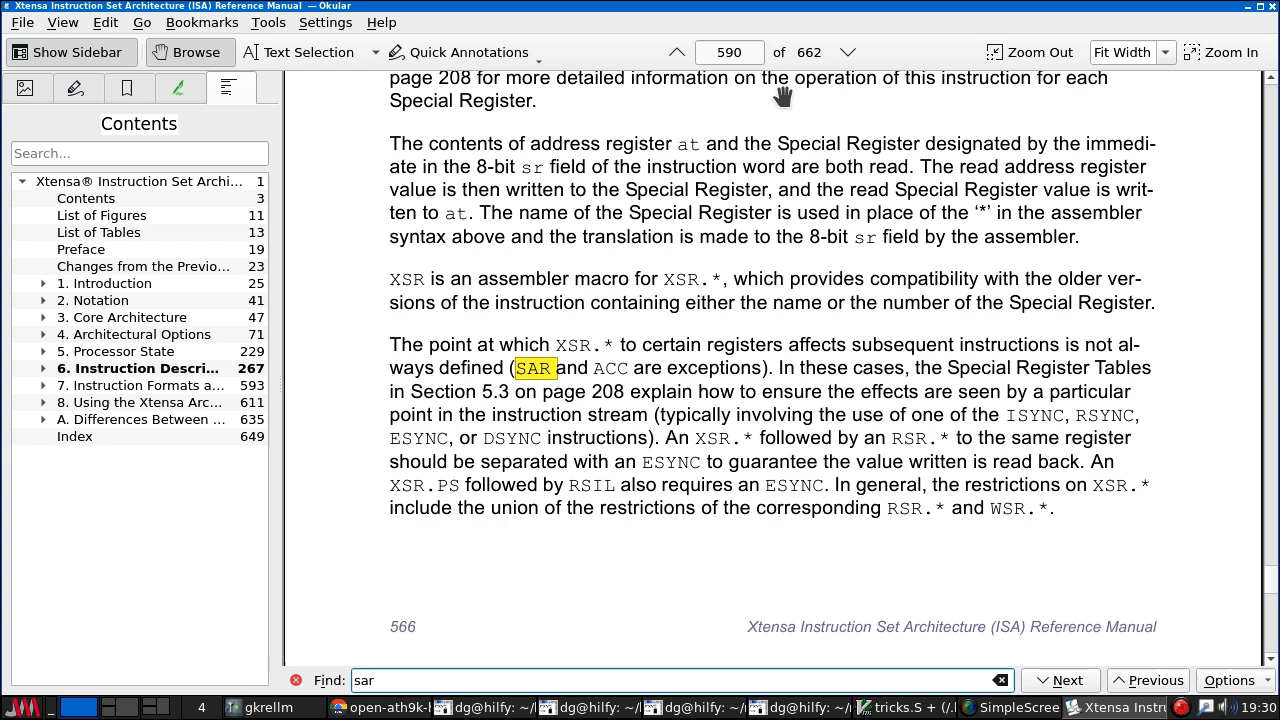 Xtensa Instruction Set Architecture (ISA) Reference Manual — Okular
File View Edit Go Bookmarks Tools Settings Help
Show Sidebar Browse Text Selection Quick Annotations 590 of 662 Zoom Out Fit Width Zoom In
Contents
Search...
Xtensa® Instruction Set Archi... 1
Contents 3
List of Figures 11
List of Tables 13
Preface 19
Changes from the Previo... 23
1. Introduction 25
2. Notation 41
3. Core Architecture 47
4. Architectural Options 71
5. Processor State 229
6. Instruction Descri... 267
7. Instruction Formats a... 593
8. Using the Xtensa Arc... 611
A. Differences Between ... 635
Index 649
page 208 for more detailed information on the operation of this instruction for each
Special Register.
The contents of address register at and the Special Register designated by the immedi-
ate in the 8-bit sr field of the instruction word are both read. The read address register
value is then written to the Special Register, and the read Special Register value is writ-
ten to at. The name of the Special Register is used in place of the ‘*’ in the assembler
syntax above and the translation is made to the 8-bit sr field by the assembler.
XSR is an assembler macro for XSR.*, which provides compatibility with the older ver-
sions of the instruction containing either the name or the number of the Special Register.
The point at which XSR.* to certain registers affects subsequent instructions is not al-
ways defined (SAR and ACC are exceptions). In these cases, the Special Register Tables
in Section 5.3 on page 208 explain how to ensure the effects are seen by a particular
point in the instruction stream (typically involving the use of one of the ISYNC, RSYNC,
ESYNC, or DSYNC instructions). An XSR.* followed by an RSR.* to the same register
should be separated with an ESYNC to guarantee the value written is read back. An
XSR.PS followed by RSIL also requires an ESYNC. In general, the restrictions on XSR.*
include the union of the restrictions of the corresponding RSR.* and WSR.*.
566 Xtensa Instruction Set Architecture (ISA) Reference Manual
Find: sar Next Previous Options
4 gkrellm open-ath9k-h dg@hilfy: ~/ dg@hilfy: ~/ dg@hilfy: ~/ dg@hilfy: ~/ tricks.S + (/. SimpleScree Xtensa Instr 19:30